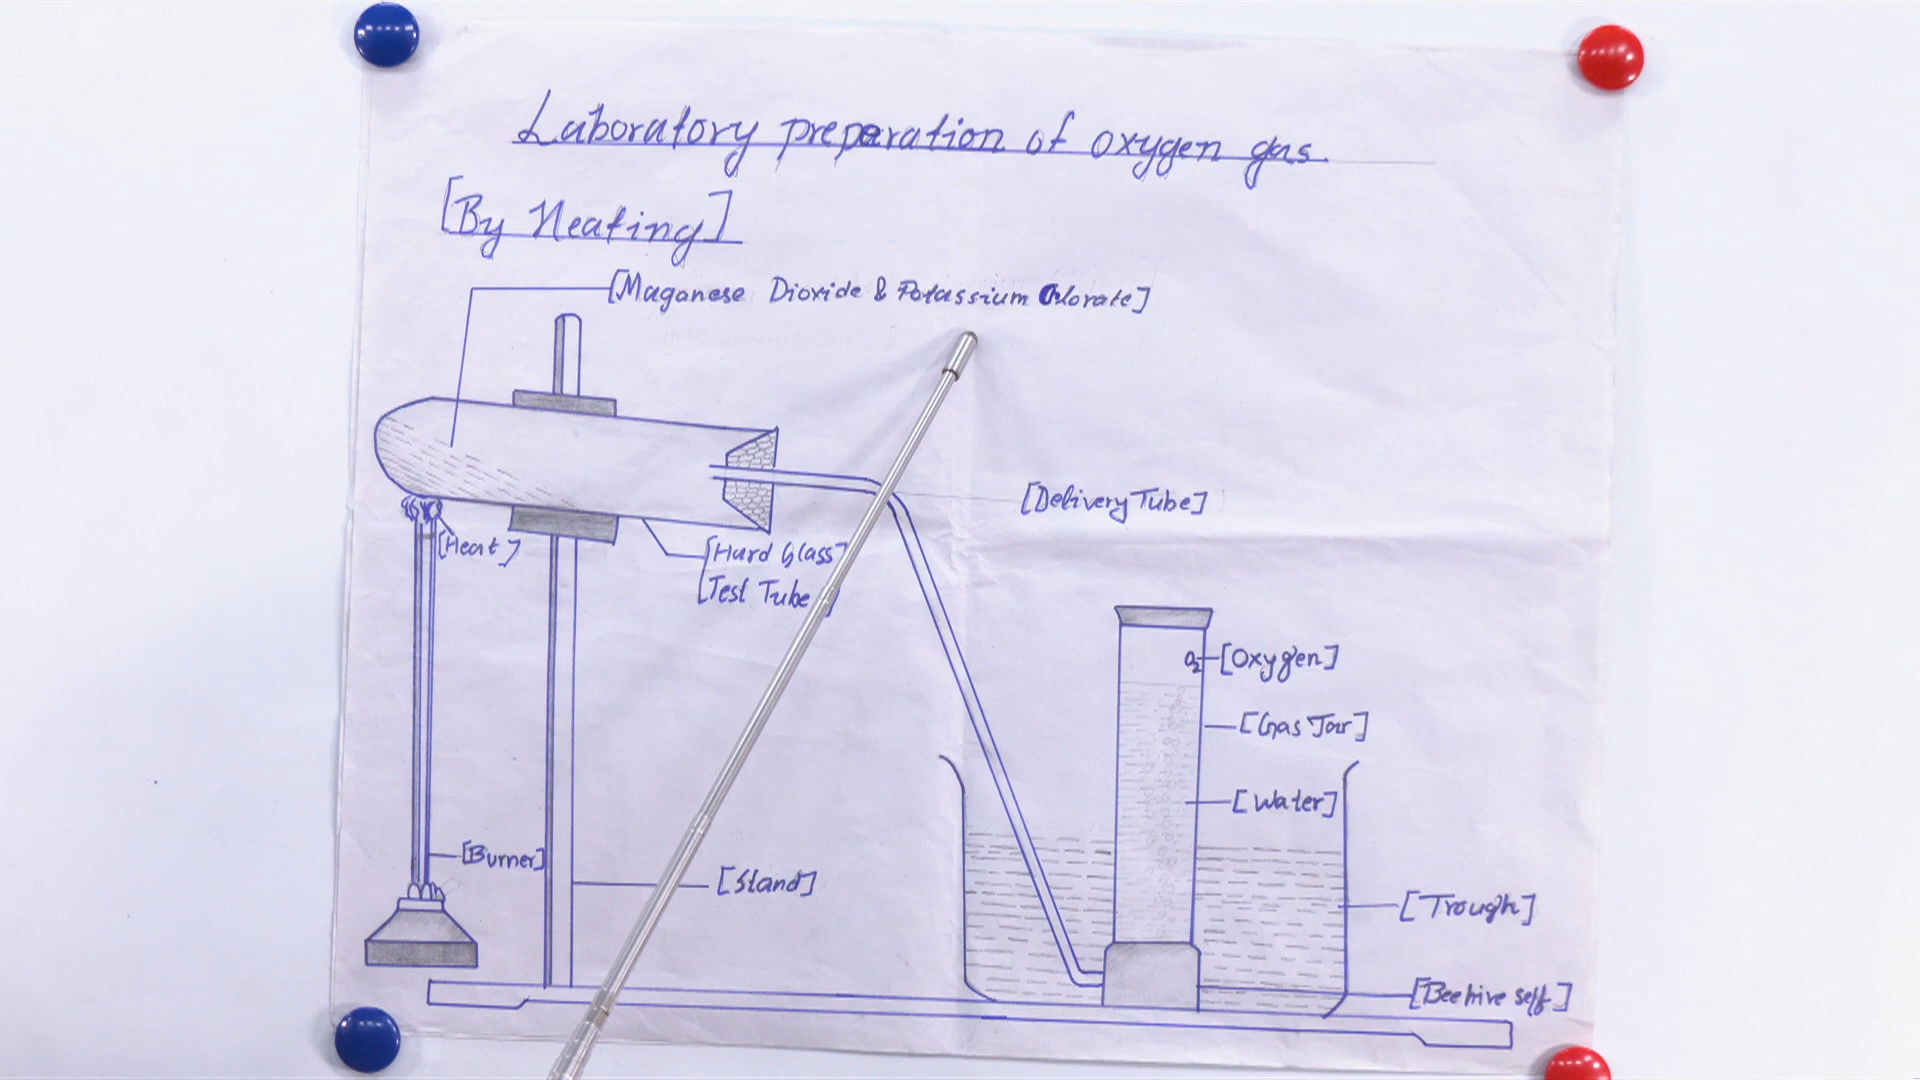 Laboratory preparation of oxygen gas.
[By Heating]
[Maganese Dioxide & Potassium Chlorate]
[Delivery Tube]
[Heat]
[Hard Glass
Test Tube]
O2 [Oxygen]
[Gas Jar]
[Water]
[Burner]
[Stand]
[Trough]
[Beehive self]